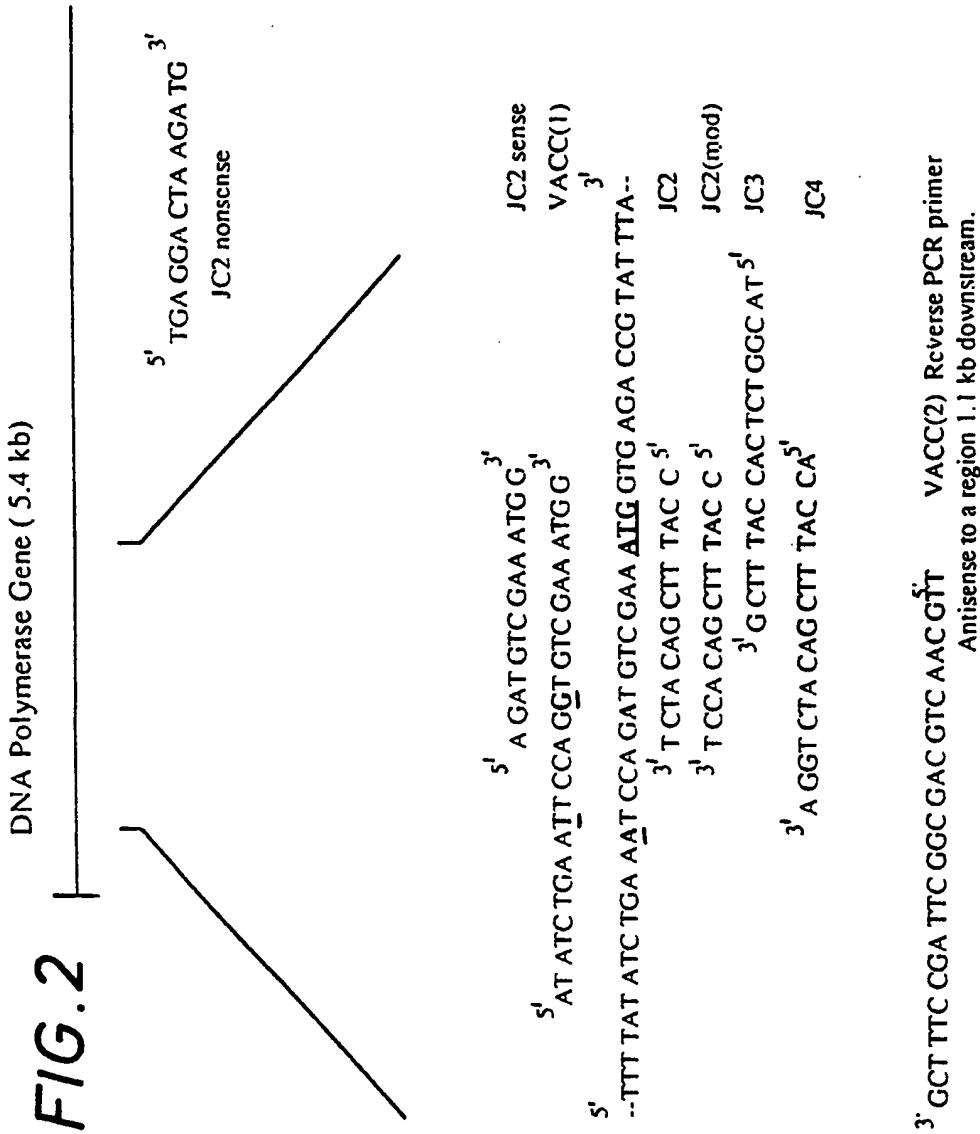 FIG. 2
DNA Polymerase Gene ( 5.4 kb)
5' TGA GGA CTA AGA TG 3'
JC2 nonsense
5' A GAT GTC GAA ATG G 3' JC2 sense
5' AT ATC TGA ATT CCA GGT GTC GAA ATG G 3' VACC(1)
5' --TTT TAT ATC TGA AAT CCA GAT GTC GAA ATG GTG AGA CCG TAT TTA-- 3'
3' T CTA CAG CTT TAC C 5' JC2
3' T CCA CAG CTT TAC C 5' JC2(mod)
3' G CTT TAC CAC TCT GGC AT 5' JC3
3' A GGT CTA CAG CTT TAC CA 5' JC4
3' GCT TTC CGA TTC GGC GAC GTC AAC GTT 5' VACC(2) Reverse PCR primer
Antisense to a region 1.1 kb downstream.